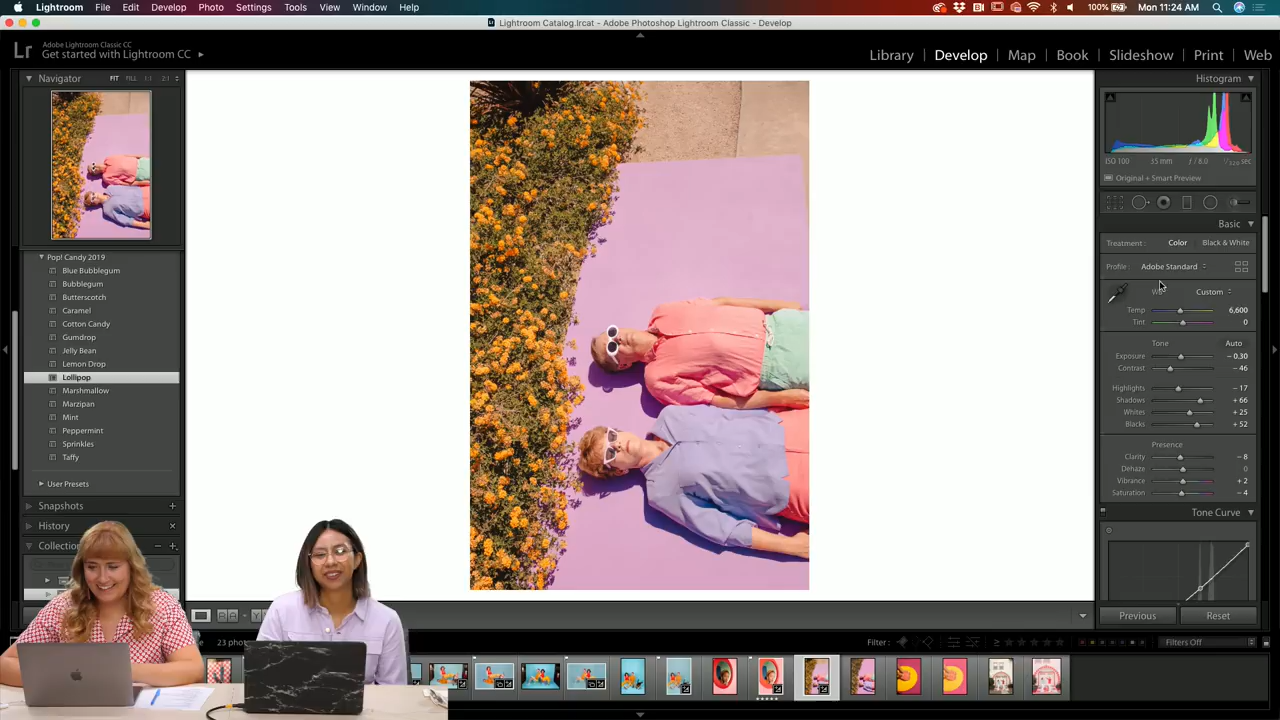 Lightroom File Edit Develop Photo Settings Tools View Window Help
100% Mon 11:24 AM
Lightroom Catalog.lrcat - Adobe Photoshop Lightroom Classic - Develop
Lr Adobe Lightroom Classic CC
Get started with Lightroom CC
Library | Develop | Map | Book | Slideshow | Print | Web
Navigator FIT FILL 1:1 2:1
Histogram
ISO 100 35 mm f / 8.0 1/320 sec
Original + Smart Preview
Basic
Treatment : Color Black & White
Profile : Adobe Standard
Custom
Temp 6,600
Tint 0
Tone Auto
Exposure - 0.30
Contrast - 46
Highlights - 17
Shadows + 66
Whites + 25
Blacks + 52
Presence
Clarity - 8
Dehaze 0
Vibrance + 2
Saturation - 4
Tone Curve
Previous Reset
Pop! Candy 2019
Blue Bubblegum
Bubblegum
Butterscotch
Caramel
Cotton Candy
Gumdrop
Jelly Bean
Lemon Drop
Lollipop
Marshmallow
Marzipan
Mint
Peppermint
Sprinkles
Taffy
User Presets
Snapshots
History
23 phot
Filter : Filters Off